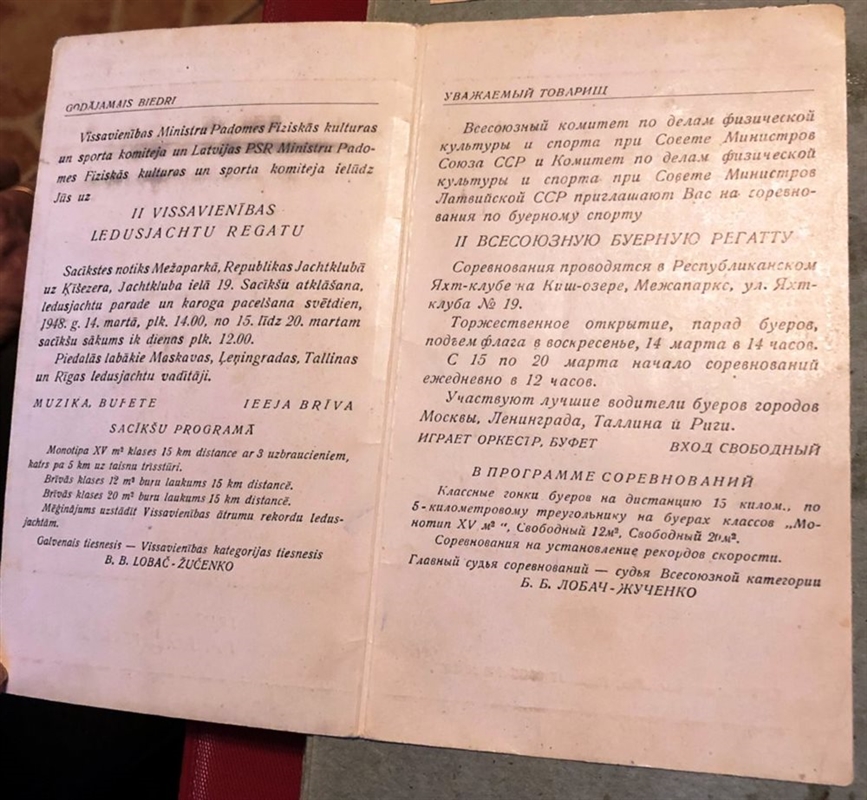 GODĀJAMAIS BIEDRI
Vissavienības Ministru Padomes Fiziskās kulturas
un sporta komiteja un Latvijas PSR Ministru Pado-
mes Fiziskās kulturas un sporta komiteja ielūdz
Jūs uz
II VISSAVIENĪBAS
LEDUSJACHTU REGATU
Sacīkstes notiks Mežaparkā, Republikas Jachtklubā
uz Ķīšezera, Jachtkluba ielā 19. Sacīkšu atklāšana,
ledusjachtu parade un karoga pacelšana svētdien,
1948. g. 14. martā, plk. 14.00, no 15. līdz 20. martam
sacīkšu sākums ik dienas plk. 12.00.
Piedalās labākie Maskavas, Ļeņingradas, Tallinas
un Rīgas ledusjachtu vadītāji.
MUZIKA, BUFETE IEEJA BRĪVA
SACĪKŠU PROGRAMĀ
Monotipa XV m² klases 15 km distance ar 3 uzbraucieniem,
katrs pa 5 km uz taisnu trīsstūri.
Brīvās klases 12 m² buru laukums 15 km distancē.
Brīvās klases 20 m² buru laukums 15 km distancē.
Mēģinājums uzstādīt Vissavienības ātrumu rekordu ledus-
jachtām.
Galvenais tiesnesis — Vissavienības kategorijas tiesnesis
B. B. LOBAČ-ŽUČENKO
УВАЖАЕМЫЙ ТОВАРИЩ
Всесоюзный комитет по делам физической
культуры и спорта при Совете Министров
Союза ССР и Комитет по делам физической
культуры и спорта при Совете Министров
Латвийской ССР приглашают Вас на соревно-
вания по буерному спорту
II ВСЕСОЮЗНУЮ БУЕРНУЮ РЕГАТТУ
Соревнования проводятся в Республиканском
Яхт-клубе на Киш-озере, Межапаркс, ул. Яхт-
клуба № 19.
Торжественное открытие, парад буеров,
подъем флага в воскресенье, 14 марта в 14 часов.
С 15 по 20 марта начало соревнований
ежедневно в 12 часов.
Участвуют лучшие водители буеров городов
Москвы, Ленинграда, Таллина и Риги.
ИГРАЕТ ОРКЕСТР, БУФЕТ ВХОД СВОБОДНЫЙ
В ПРОГРАММЕ СОРЕВНОВАНИЙ
Классные гонки буеров на дистанцию 15 килом., по
5-километровому треугольнику на буерах классов „Мо-
нотип XV м²", Свободный 12м², Свободный 20м².
Соревнования на установление рекордов скорости.
Главный судья соревнований — судья Всесоюзной категории
Б. Б. ЛОБАЧ-ЖУЧЕНКО